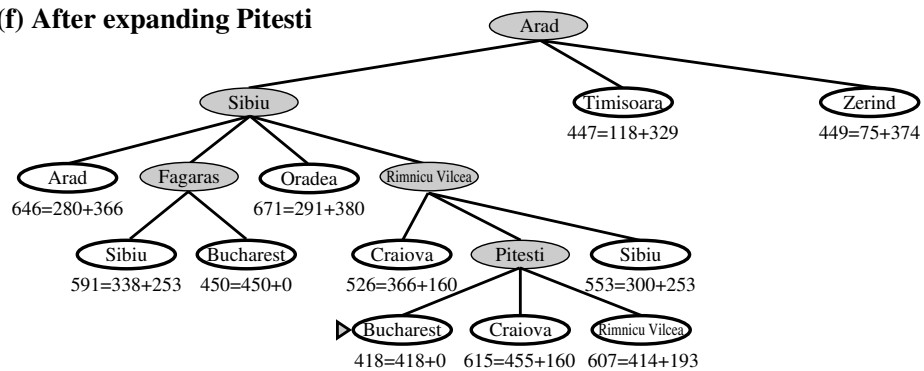 (f) After expanding Pitesti
Arad
Sibiu
Timisoara
Zerind
447=118+329
449=75+374
Arad
Fagaras
Oradea
Rimnicu Vilcea
646=280+366
671=291+380
Sibiu
Bucharest
Craiova
Pitesti
Sibiu
591=338+253
450=450+0
526=366+160
553=300+253
Bucharest
Craiova
Rimnicu Vilcea
418=418+0
615=455+160
607=414+193